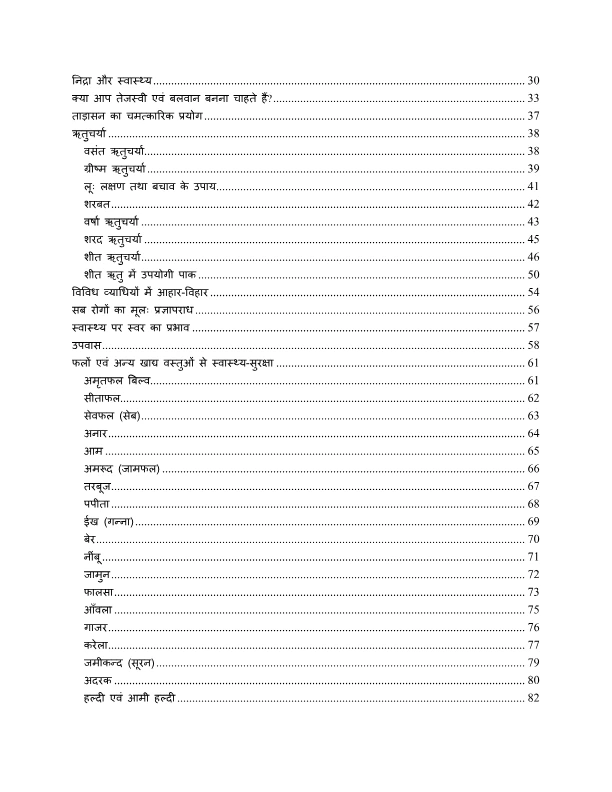 निद्रा और स्वास्थ्य ........ 30
क्या आप तेजस्वी एवं बलवान बनना चाहते हैं? ........ 33
ताड़ासन का चमत्कारिक प्रयोग ........ 37
ऋतुचर्या ........ 38
वसंत ऋतुचर्या ........ 38
ग्रीष्म ऋतुचर्या ........ 39
लूः लक्षण तथा बचाव के उपाय ........ 41
शरबत ........ 42
वर्षा ऋतुचर्या ........ 43
शरद ऋतुचर्या ........ 45
शीत ऋतुचर्या ........ 46
शीत ऋतु में उपयोगी पाक ........ 50
विविध व्याधियों में आहार-विहार ........ 54
सब रोगों का मूलः प्रज्ञापराध ........ 56
स्वास्थ्य पर स्वर का प्रभाव ........ 57
उपवास ........ 58
फलों एवं अन्य खाद्य वस्तुओं से स्वास्थ्य-सुरक्षा ........ 61
अमृतफल बिल्व ........ 61
सीताफल ........ 62
सेवफल (सेब) ........ 63
अनार ........ 64
आम ........ 65
अमरूद (जामफल) ........ 66
तरबूज ........ 67
पपीता ........ 68
ईख (गन्ना) ........ 69
बेर ........ 70
नींबू ........ 71
जामुन ........ 72
फालसा ........ 73
आँवला ........ 75
गाजर ........ 76
करेला ........ 77
जमीकन्द (सूरन) ........ 79
अदरक ........ 80
हल्दी एवं आमी हल्दी ........ 82